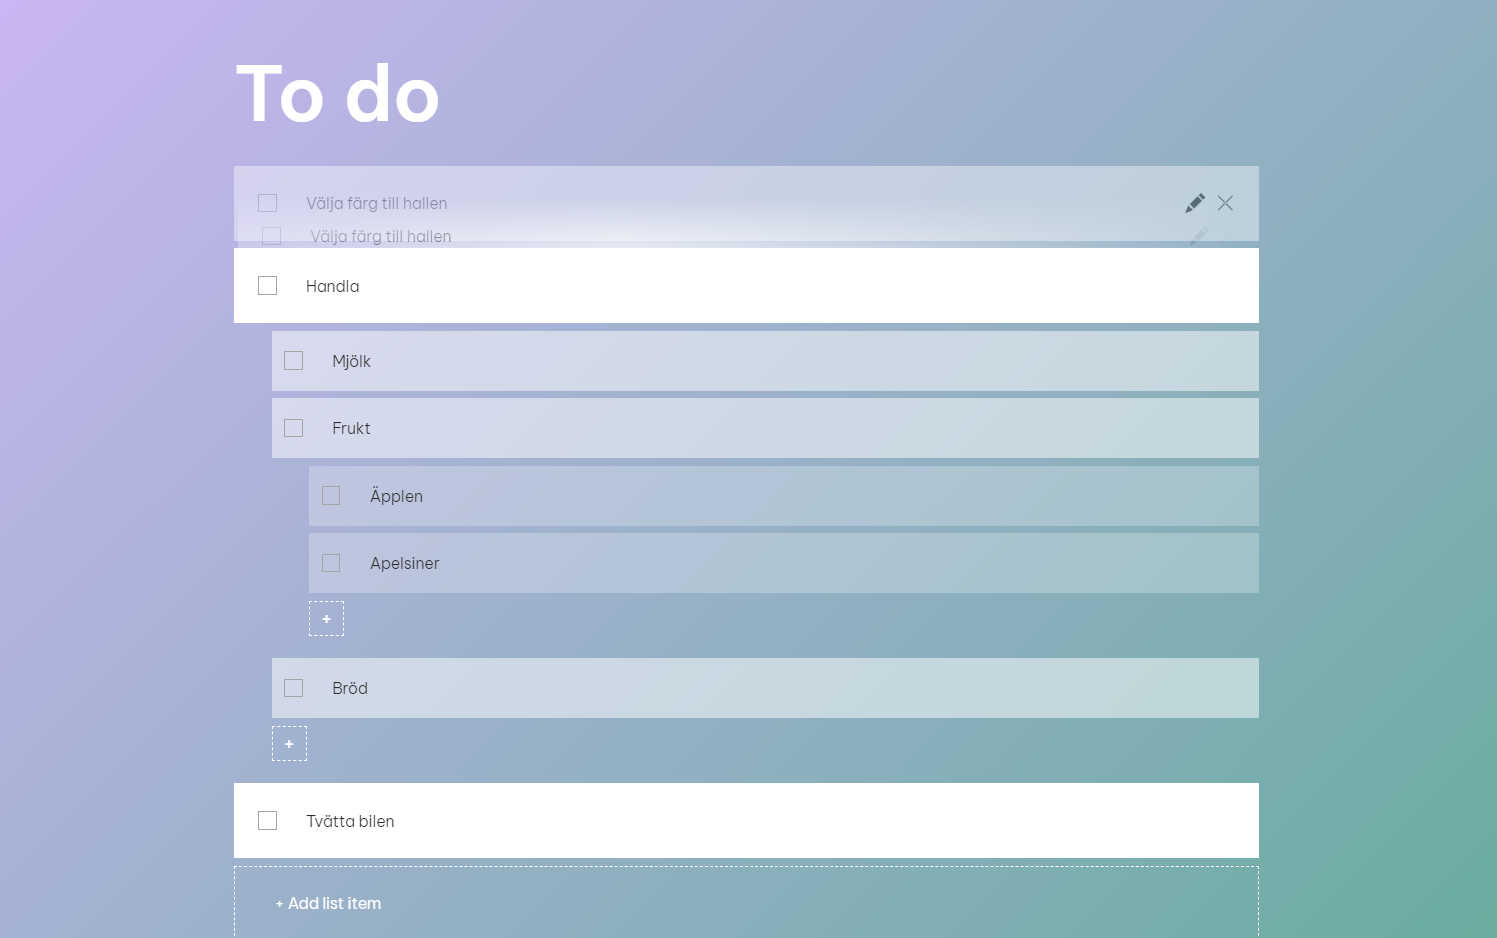 To do
Välja färg till hallen
Välja färg till hallen
Handla
Mjölk
Frukt
Äpplen
Apelsiner
+
Bröd
+
Tvätta bilen
+ Add list item